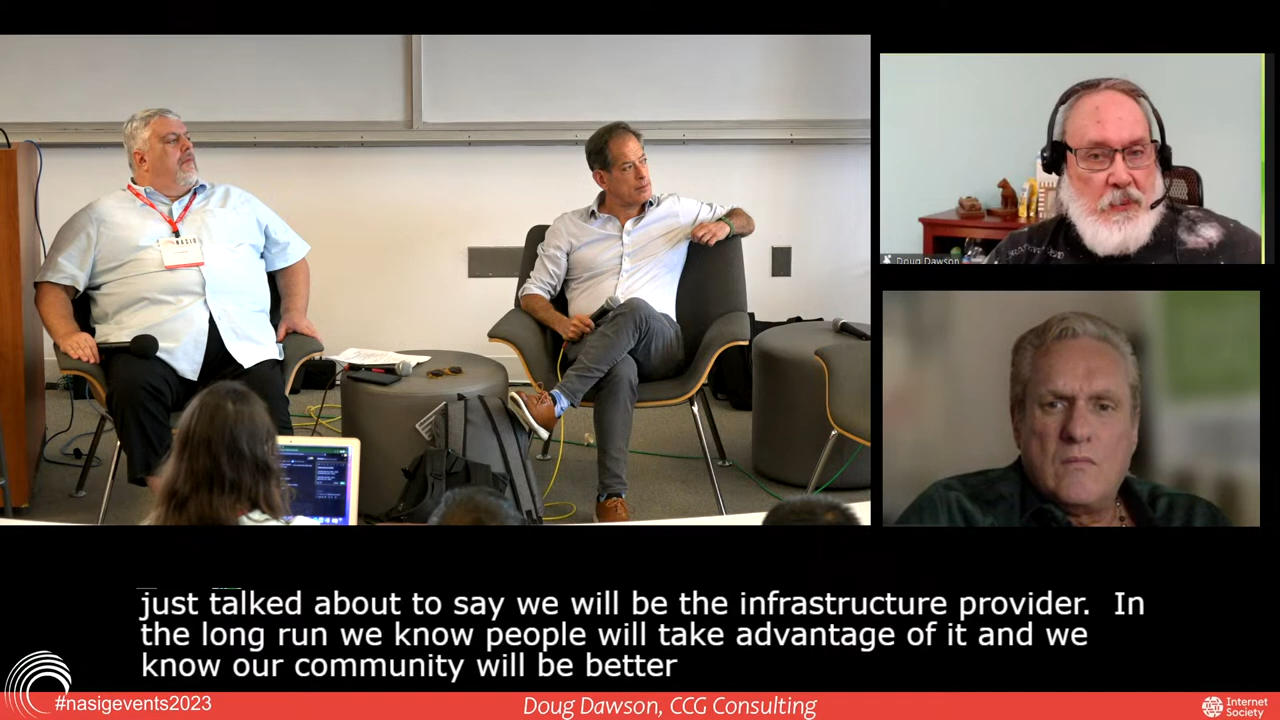 NASIG
Doug Dawson
just talked about to say we will be the infrastructure provider.  In
the long run we know people will take advantage of it and we
know our community will be better
#nasigevents2023
Doug Dawson, CCG Consulting
Internet
Society